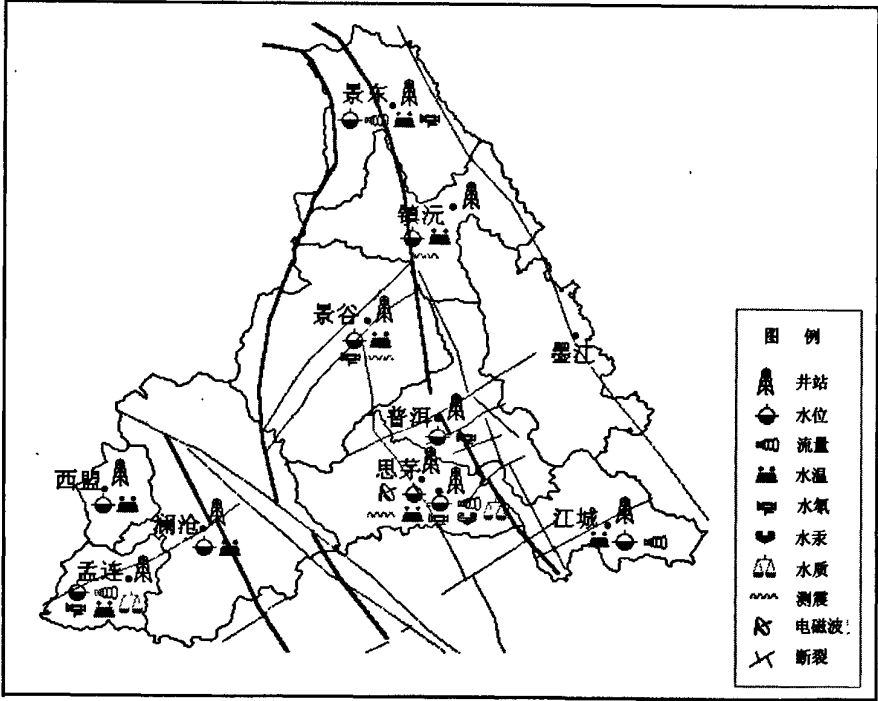 景东
镇沅
景谷
墨江
普洱
思茅
西盟
澜沧
江城
孟连
图 例
井站
水位
流量
水温
水氡
水汞
水质
测震
电磁波
断裂